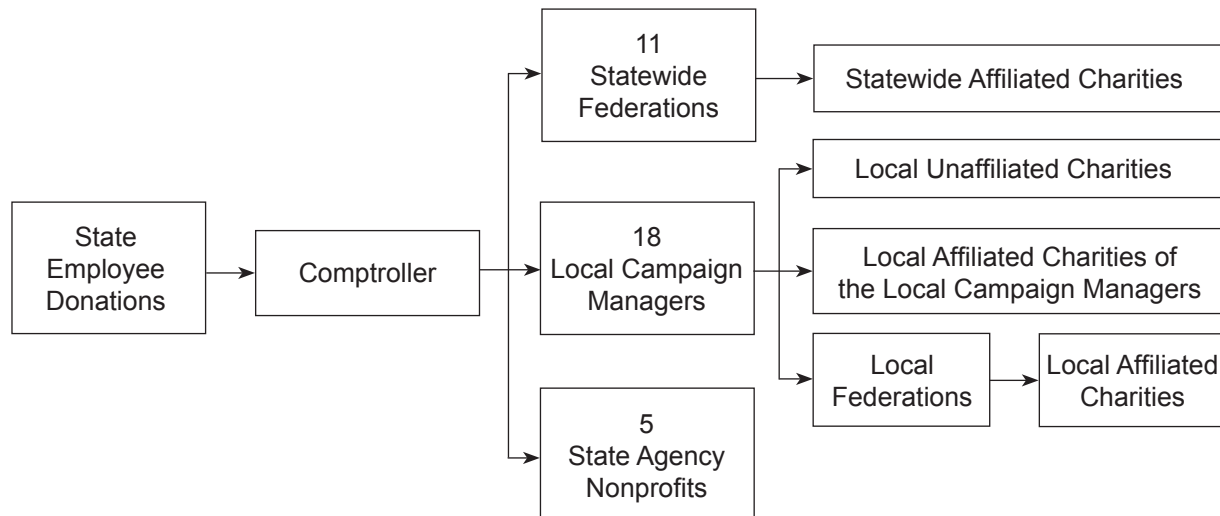 State
Employee
Donations
Comptroller
11
Statewide
Federations
Statewide Affiliated Charities
18
Local Campaign
Managers
Local Unaffiliated Charities
Local Affiliated Charities of
the Local Campaign Managers
Local
Federations
Local Affiliated
Charities
5
State Agency
Nonprofits